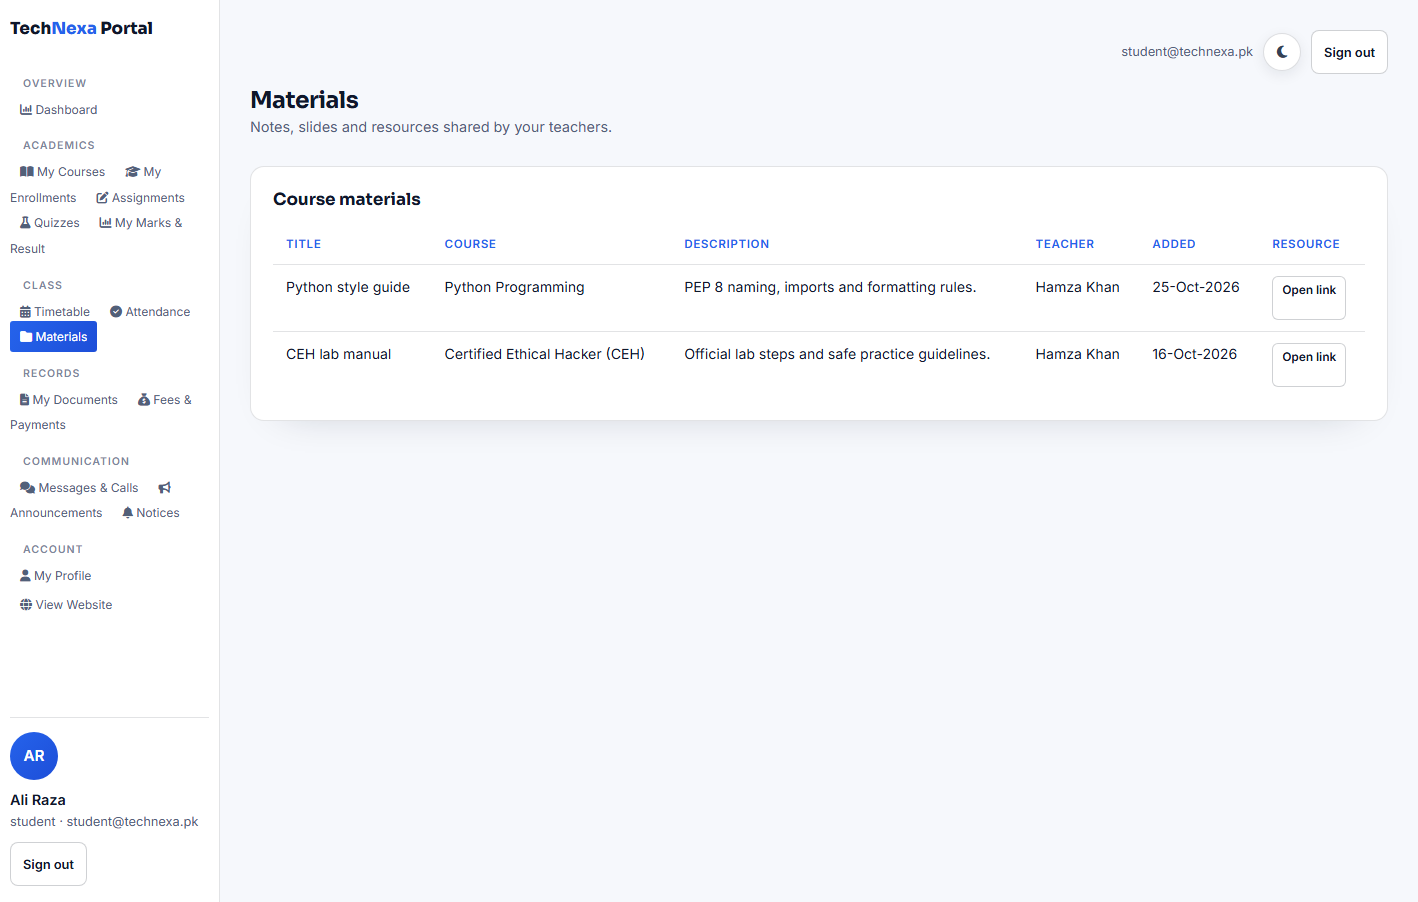 TechNexa Portal
OVERVIEW
Dashboard
ACADEMICS
My Courses My
Enrollments Assignments
Quizzes My Marks &
Result
CLASS
Timetable Attendance
Materials
RECORDS
My Documents Fees &
Payments
COMMUNICATION
Messages & Calls
Announcements Notices
ACCOUNT
My Profile
View Website
AR
Ali Raza
student · student@technexa.pk
Sign out
student@technexa.pk Sign out
Materials
Notes, slides and resources shared by your teachers.
Course materials
TITLE COURSE DESCRIPTION TEACHER ADDED RESOURCE
Python style guide Python Programming PEP 8 naming, imports and formatting rules. Hamza Khan 25-Oct-2026 Open link
CEH lab manual Certified Ethical Hacker (CEH) Official lab steps and safe practice guidelines. Hamza Khan 16-Oct-2026 Open link